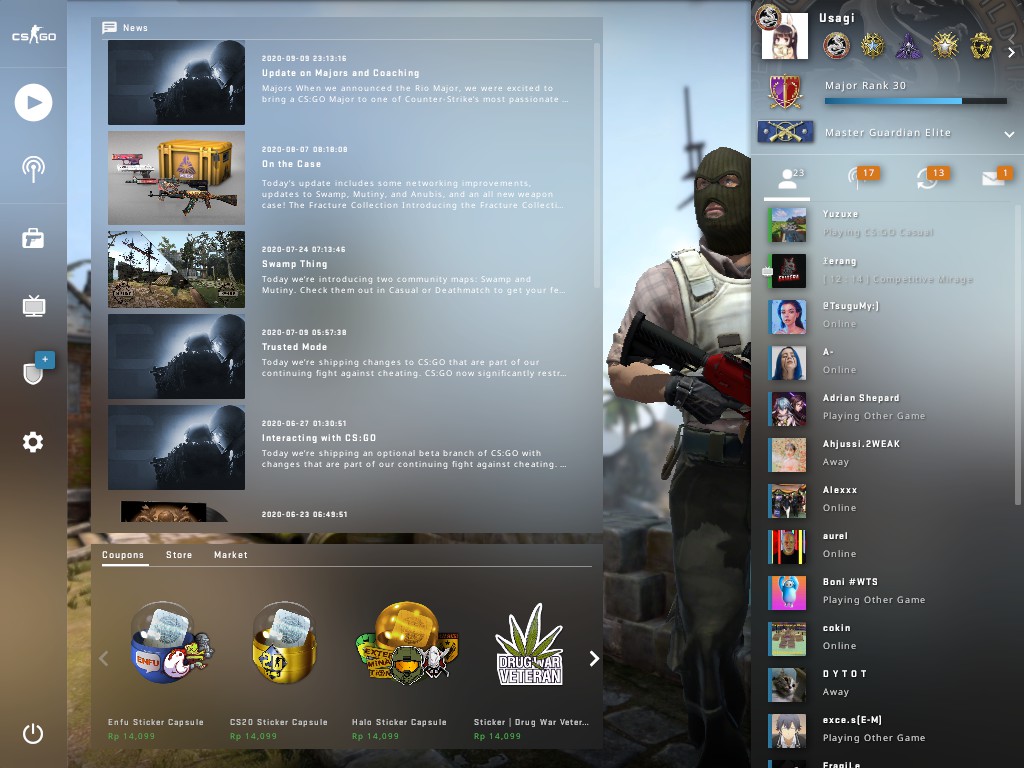 CS:GO
News
2020-09-09 23:13:16
Update on Majors and Coaching
Majors When we announced the Rio Major, we were excited to
bring a CS:GO Major to one of Counter-Strike's most passionate ...
2020-08-07 08:18:08
On the Case
Today's update includes some networking improvements,
updates to Swamp, Mutiny, and Anubis, and an all new weapon
case! The Fracture Collection Introducing the Fracture Collecti...
2020-07-24 07:13:46
Swamp Thing
Today we're introducing two community maps: Swamp and
Mutiny. Check them out in Casual or Deathmatch to get your fe...
2020-07-09 05:57:38
Trusted Mode
Today we're shipping changes to CS:GO that are part of our
continuing fight against cheating. CS:GO now significantly restr...
2020-06-27 01:30:51
Interacting with CS:GO
Today we're shipping an optional beta branch of CS:GO with
changes that are part of our continuing fight against cheating. ...
2020-06-23 06:49:51
Coupons Store Market
ENFU
EXTER
MINA
TION
DRUG WAR
VETERAN
Enfu Sticker Capsule
Rp 14,099
CS20 Sticker Capsule
Rp 14,099
Halo Sticker Capsule
Rp 14,099
Sticker | Drug War Veter...
Rp 14,099
Usagi
Major Rank 30
Master Guardian Elite
23 17 13 1
Yuzuxe
Playing CS:GO Casual
Ferang
[ 12 : 14 ] Competitive Mirage
@TsuguMy:]
Online
A-
Online
Adrian Shepard
Playing Other Game
Ahjussi.2WEAK
Away
Alexxx
Online
aurel
Online
Boni #WTS
Playing Other Game
cokin
Online
D Y T O T
Away
exce.s[E-M]
Playing Other Game
FragiLe